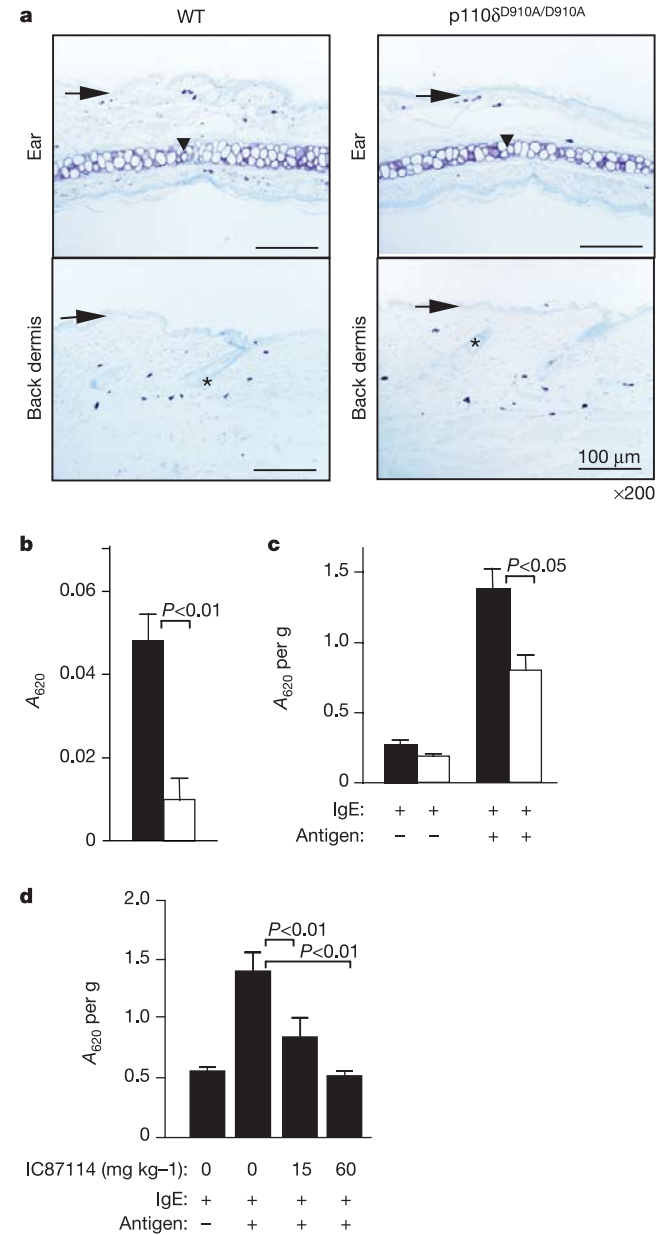 a
WT
p110δD910A/D910A
Ear
Ear
Back dermis
*
Back dermis
*
100 μm
×200
b
0.06
P<0.01
0.04
A620
0.02
0
c
1.5
P<0.05
1.0
A620 per g
0.5
0
IgE: + + + +
Antigen: – – + +
d
2.0
P<0.01
1.5
P<0.01
1.0
A620 per g
0.5
0
IC87114 (mg kg–1): 0 0 15 60
IgE: + + + +
Antigen: – + + +